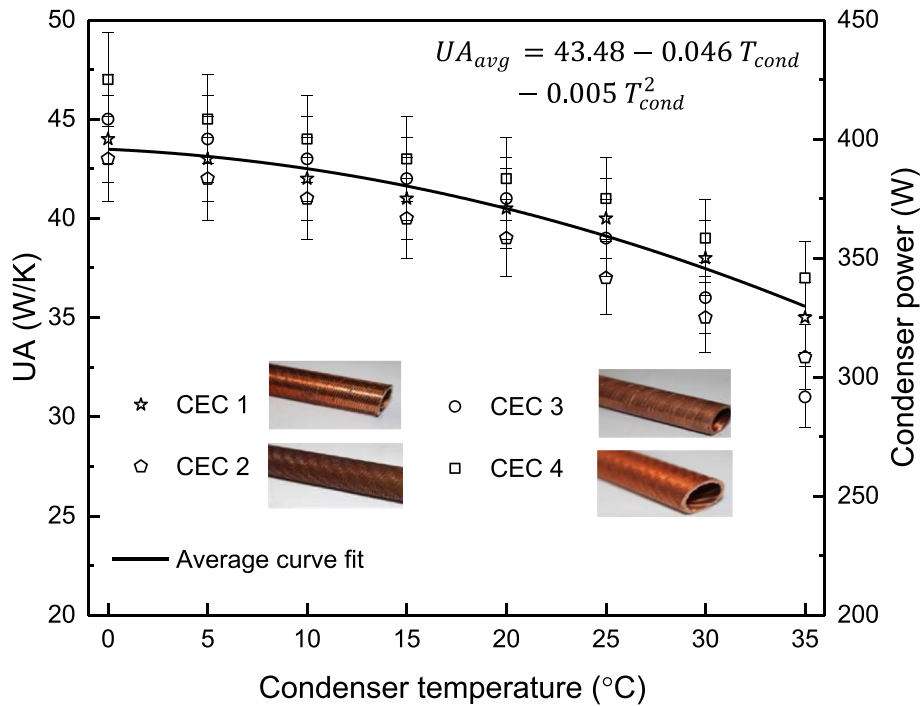 UA_avg = 43.48 − 0.046 T_cond
− 0.005 T_cond^2
50
45
40
35
30
25
20
UA (W/K)
450
400
350
300
250
200
Condenser power (W)
CEC 1
CEC 3
CEC 2
CEC 4
Average curve fit
0 5 10 15 20 25 30 35
Condenser temperature (°C)